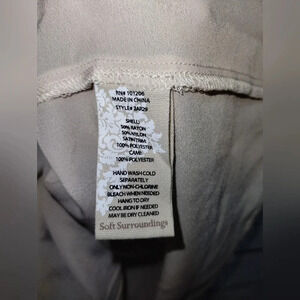 RN# 101206
MADE IN CHINA
STYLE# 2AP29
SHELL:
50% RAYON
50% NYLON
SATIN TRIM
100% POLYESTER
CAMI:
100% POLYESTER
HAND WASH COLD
SEPARATELY
ONLY NON-CHLORINE
BLEACH WHEN NEEDED
HANG TO DRY
COOL IRON IF NEEDED
MAY BE DRY CLEANED
Soft Surroundings